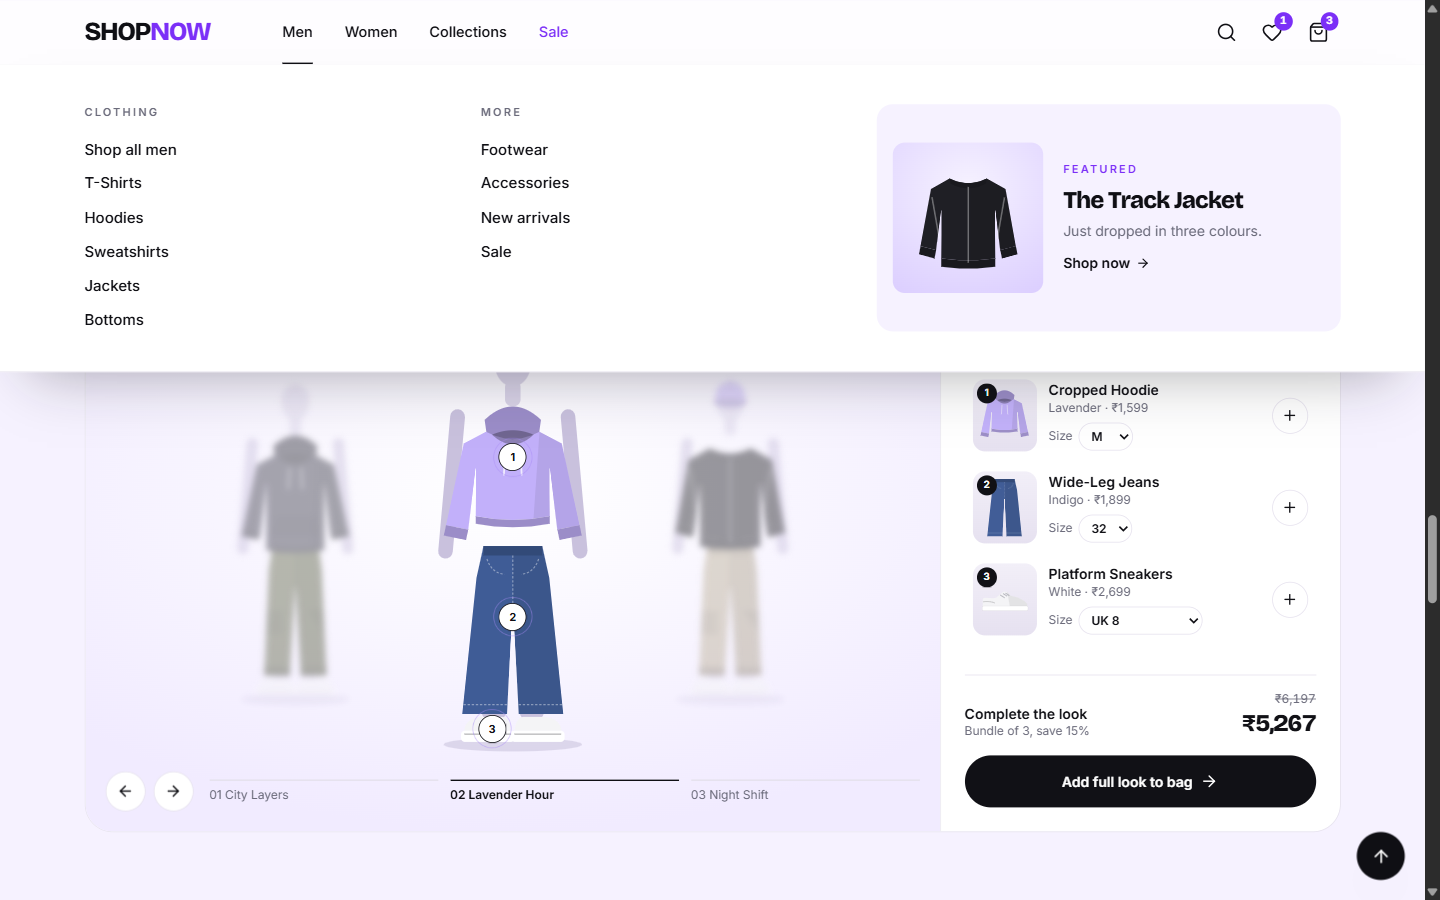 SHOPNOW
Men
Women
Collections
Sale
1
3
CLOTHING
Shop all men
T-Shirts
Hoodies
Sweatshirts
Jackets
Bottoms
MORE
Footwear
Accessories
New arrivals
Sale
FEATURED
The Track Jacket
Just dropped in three colours.
Shop now
1
2
3
01 City Layers
02 Lavender Hour
03 Night Shift
1
Cropped Hoodie
Lavender · ₹1,599
Size M
2
Wide-Leg Jeans
Indigo · ₹1,899
Size 32
3
Platform Sneakers
White · ₹2,699
Size UK 8
₹6,197
Complete the look
₹5,267
Bundle of 3, save 15%
Add full look to bag